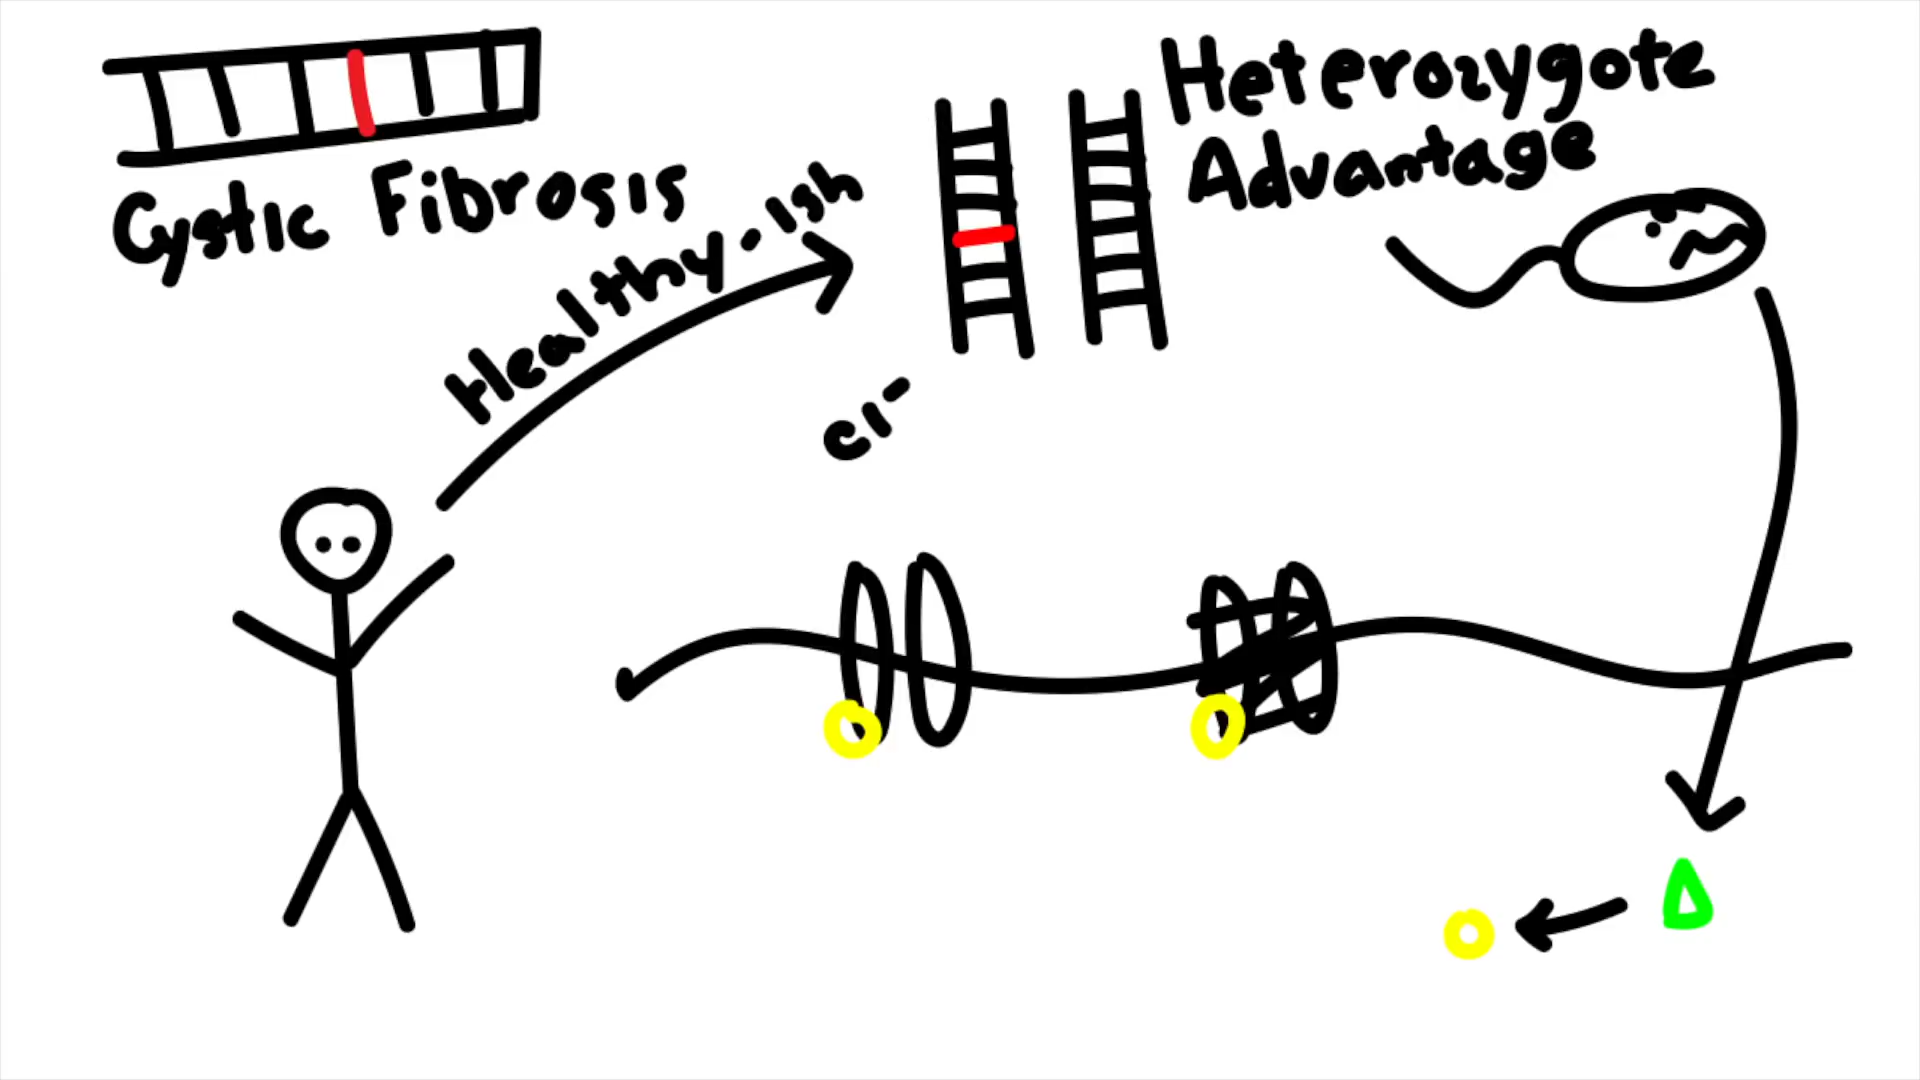 Cystic Fibrosis
Healthy-Ish
Heterozygote
Advantage
Cl-